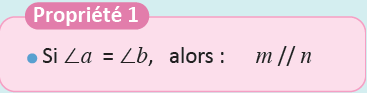 Propriété 1
• Si ∠a = ∠b, alors : m // n